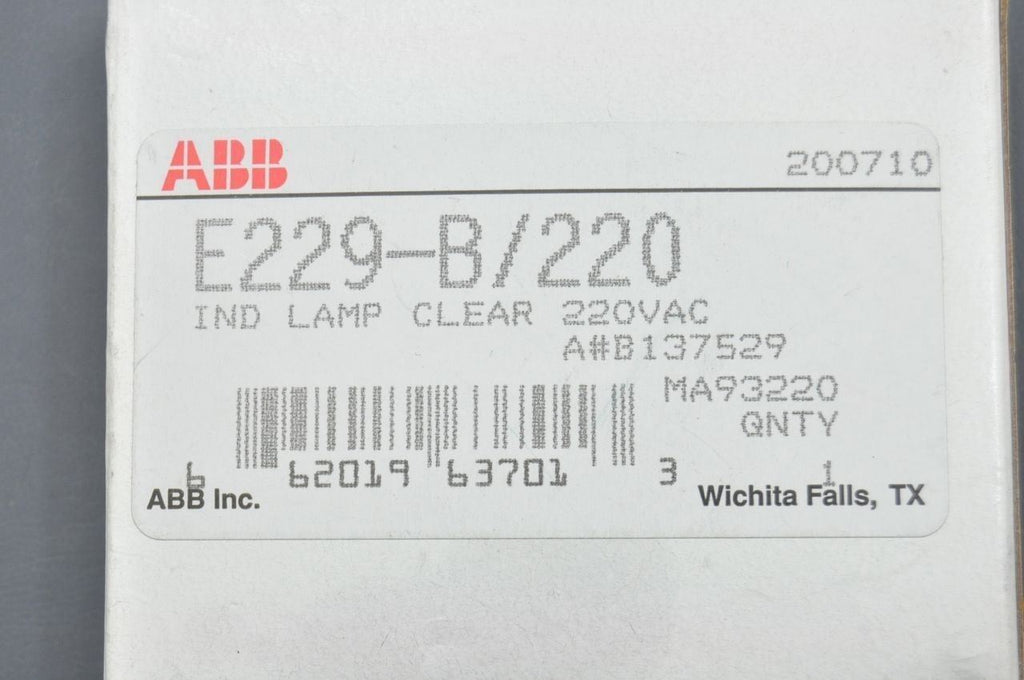 ABB 200710
E229-B/220
IND LAMP CLEAR 220VAC
A#B137529
MA93220
QNTY
6 62019 63701 3 1
ABB Inc. Wichita Falls, TX